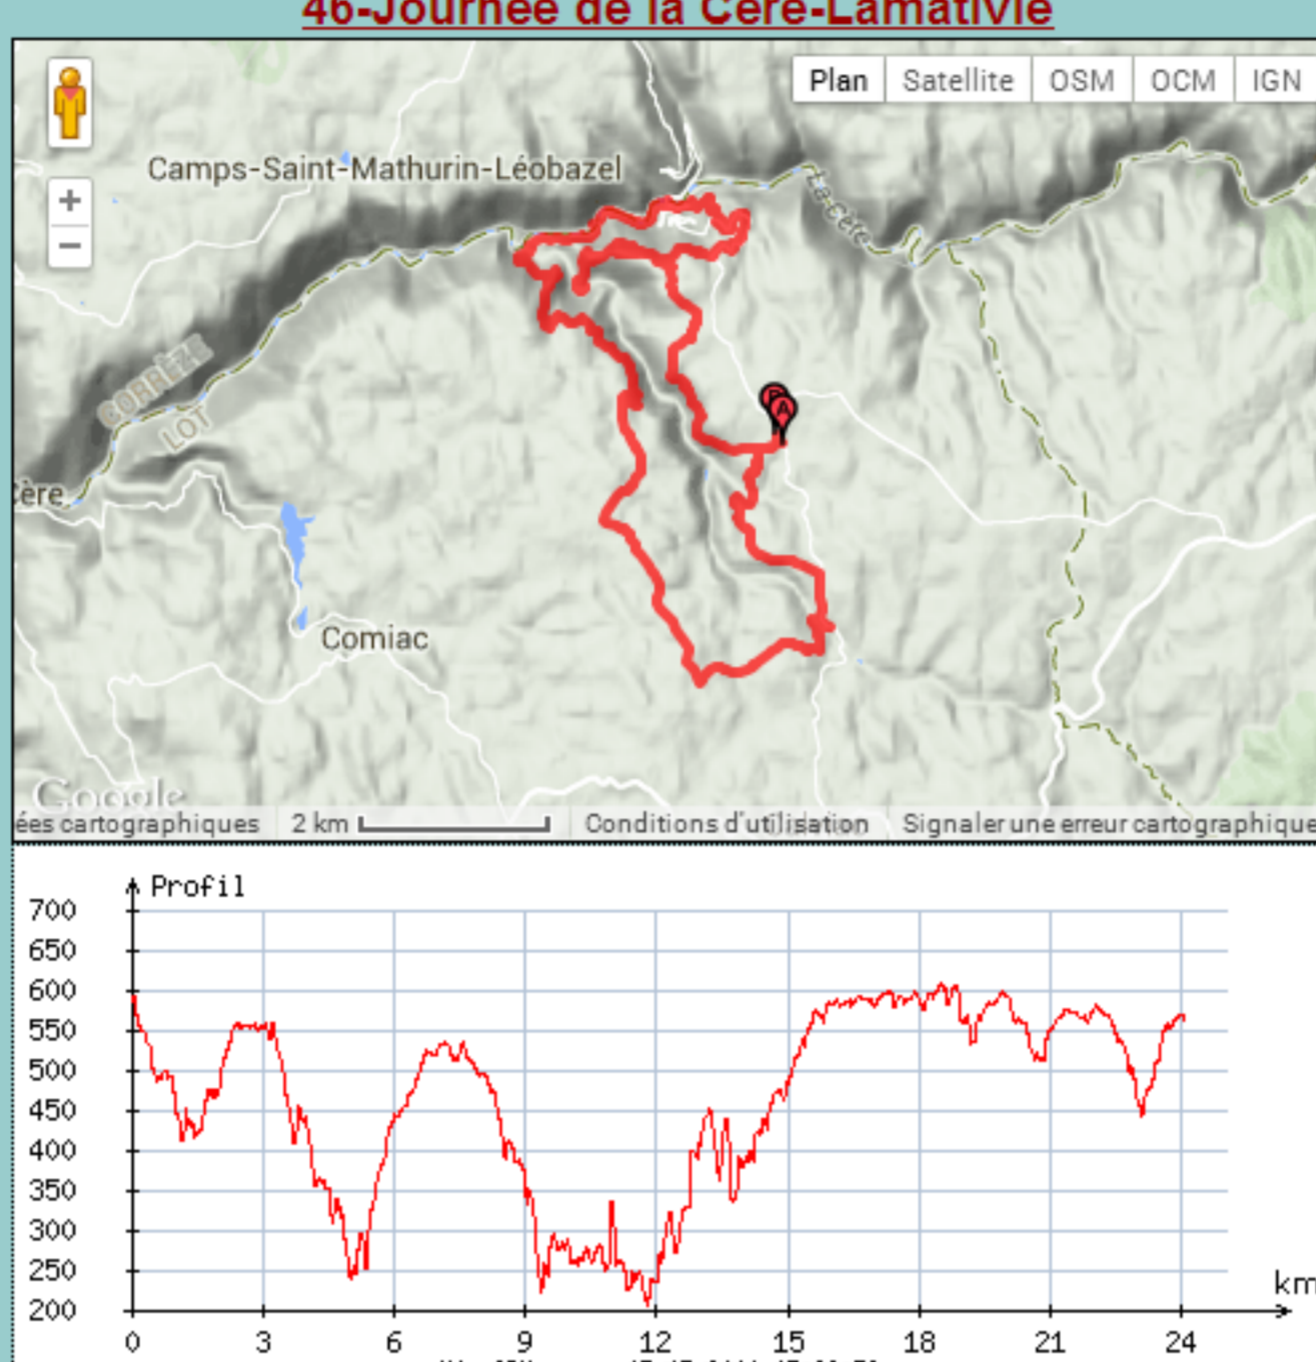 46-Journée de la Cère-Lamativie
Plan Satellite OSM OCM IGN
Camps-Saint-Mathurin-Léobazel
La Cère
CORRÈZE
LOT
ère
Comiac
Google
ées cartographiques 2 km Conditions d'utilisation Signaler une erreur cartographique
Profil
700
650
600
550
500
450
400
350
300
250
200
km
0 3 6 9 12 15 18 21 24